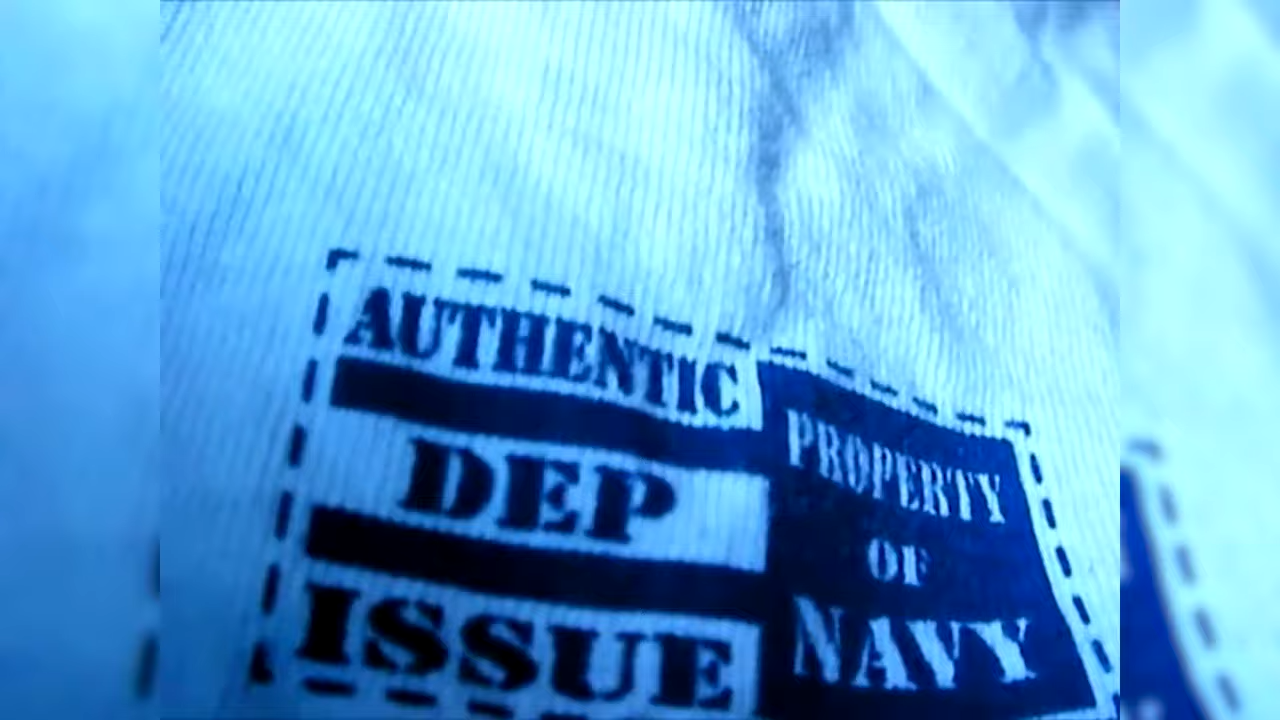 AUTHENTIC
DEP
ISSUE
PROPERTY
OF
NAVY